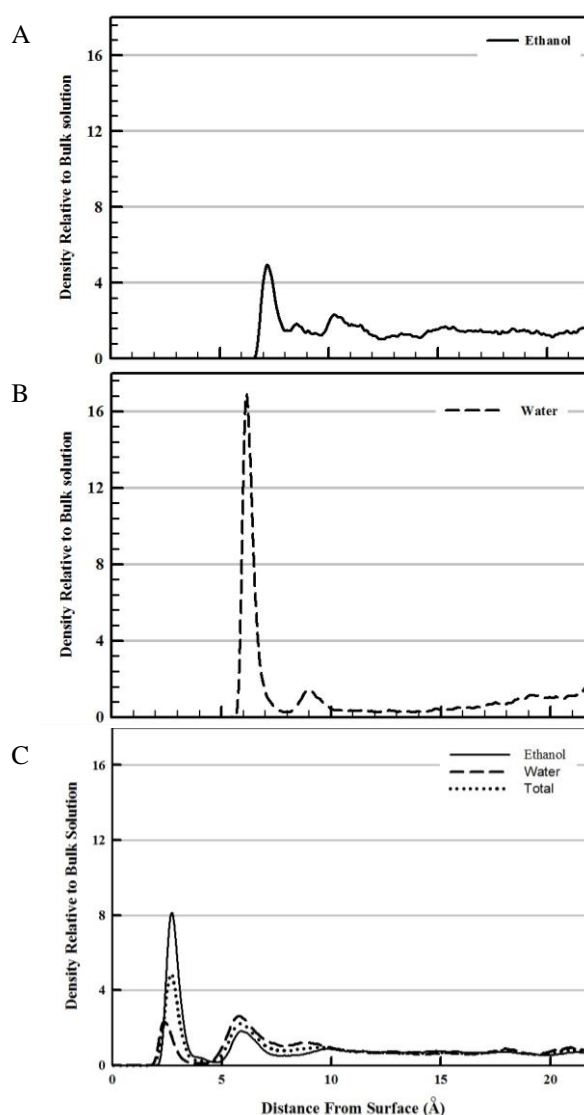 A
Density Relative to Bulk solution
16
12
8
4
0
Ethanol
B
Density Relative to Bulk solution
16
12
8
4
0
Water
C
Density Relative to Bulk Solution
16
12
8
4
0
Ethanol
Water
Total
0 5 10 15 20
Distance From Surface (Å)